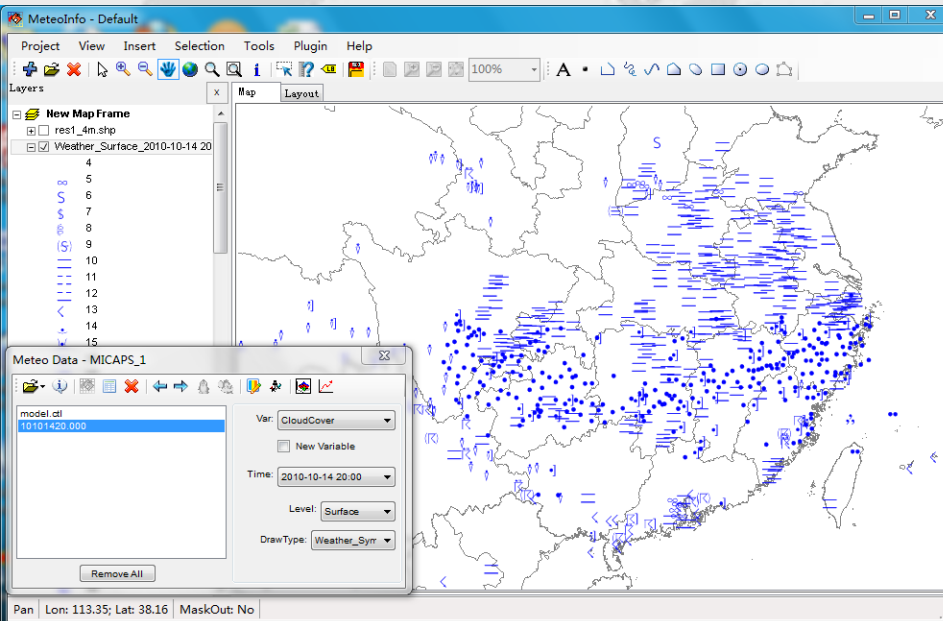 MeteoInfo - Default
Project View Insert Selection Tools Plugin Help
LB
100%
A
Layers
x
Map
Layout
New Map Frame
res1_4m.shp
Weather_Surface_2010-10-14 20
4
5
6
7
8
9
10
11
12
13
14
15
Meteo Data - MICAPS_1
model.ctl
10101420.000
Remove All
Var: CloudCover
New Variable
Time: 2010-10-14 20:00
Level: Surface
DrawType: Weather_Sym
Pan Lon: 113.35; Lat: 38.16 MaskOut: No